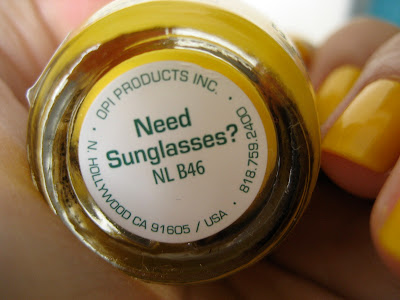 OPI PRODUCTS INC.
Need
Sunglasses?
NL B46
N. HOLLYWOOD CA 91605 / USA
818.759.2400